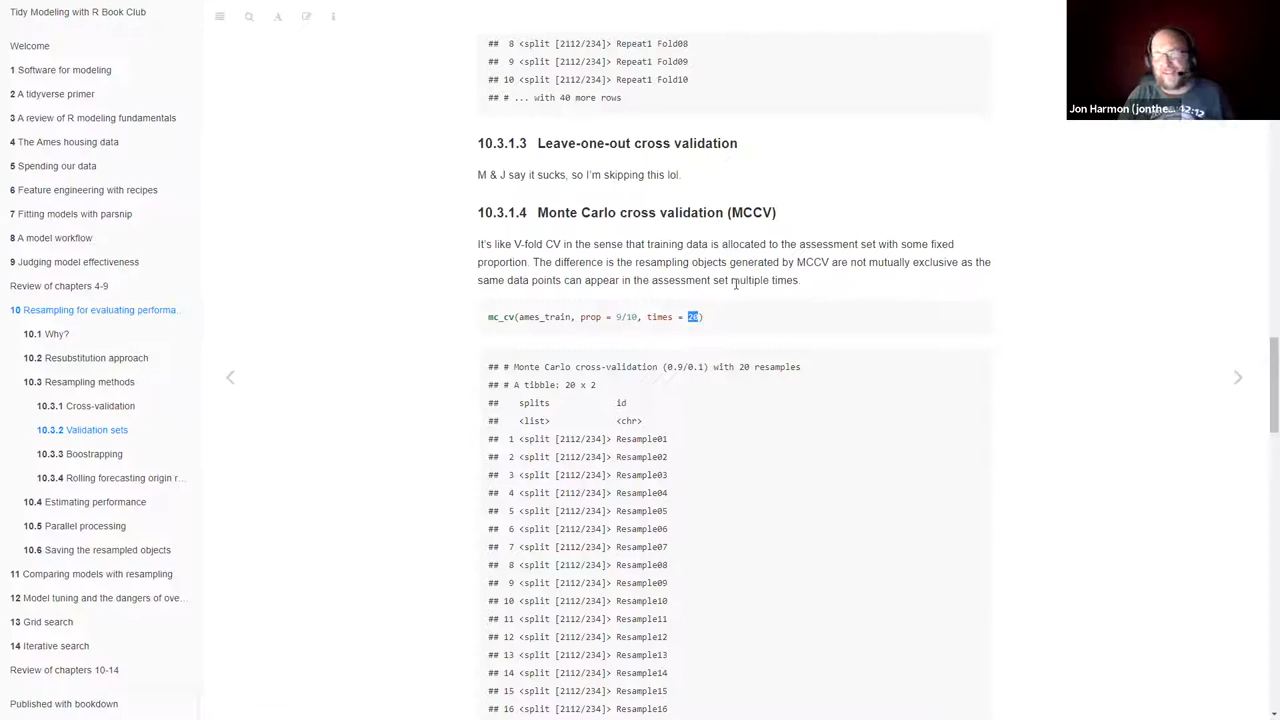 Tidy Modeling with R Book Club
Welcome
1 Software for modeling
2 A tidyverse primer
3 A review of R modeling fundamentals
4 The Ames housing data
5 Spending our data
6 Feature engineering with recipes
7 Fitting models with parsnip
8 A model workflow
9 Judging model effectiveness
Review of chapters 4-9
10 Resampling for evaluating performa...
10.1 Why?
10.2 Resubstitution approach
10.3 Resampling methods
10.3.1 Cross-validation
10.3.2 Validation sets
10.3.3 Boostrapping
10.3.4 Rolling forecasting origin r...
10.4 Estimating performance
10.5 Parallel processing
10.6 Saving the resampled objects
11 Comparing models with resampling
12 Model tuning and the dangers of ove...
13 Grid search
14 Iterative search
Review of chapters 10-14
Published with bookdown
## 8 <split [2112/234]> Repeat1 Fold08
## 9 <split [2112/234]> Repeat1 Fold09
## 10 <split [2112/234]> Repeat1 Fold10
## # ... with 40 more rows
10.3.1.3 Leave-one-out cross validation
M & J say it sucks, so I'm skipping this lol.
10.3.1.4 Monte Carlo cross validation (MCCV)
It's like V-fold CV in the sense that training data is allocated to the assessment set with some fixed
proportion. The difference is the resampling objects generated by MCCV are not mutually exclusive as the
same data points can appear in the assessment set multiple times.
mc_cv(ames_train, prop = 9/10, times = 20)
## # Monte Carlo cross-validation (0.9/0.1) with 20 resamples
## # A tibble: 20 x 2
## splits id
## <list> <chr>
## 1 <split [2112/234]> Resample01
## 2 <split [2112/234]> Resample02
## 3 <split [2112/234]> Resample03
## 4 <split [2112/234]> Resample04
## 5 <split [2112/234]> Resample05
## 6 <split [2112/234]> Resample06
## 7 <split [2112/234]> Resample07
## 8 <split [2112/234]> Resample08
## 9 <split [2112/234]> Resample09
## 10 <split [2112/234]> Resample10
## 11 <split [2112/234]> Resample11
## 12 <split [2112/234]> Resample12
## 13 <split [2112/234]> Resample13
## 14 <split [2112/234]> Resample14
## 15 <split [2112/234]> Resample15
## 16 <split [2112/234]> Resample16
Jon Harmon (jonthe...
42:12